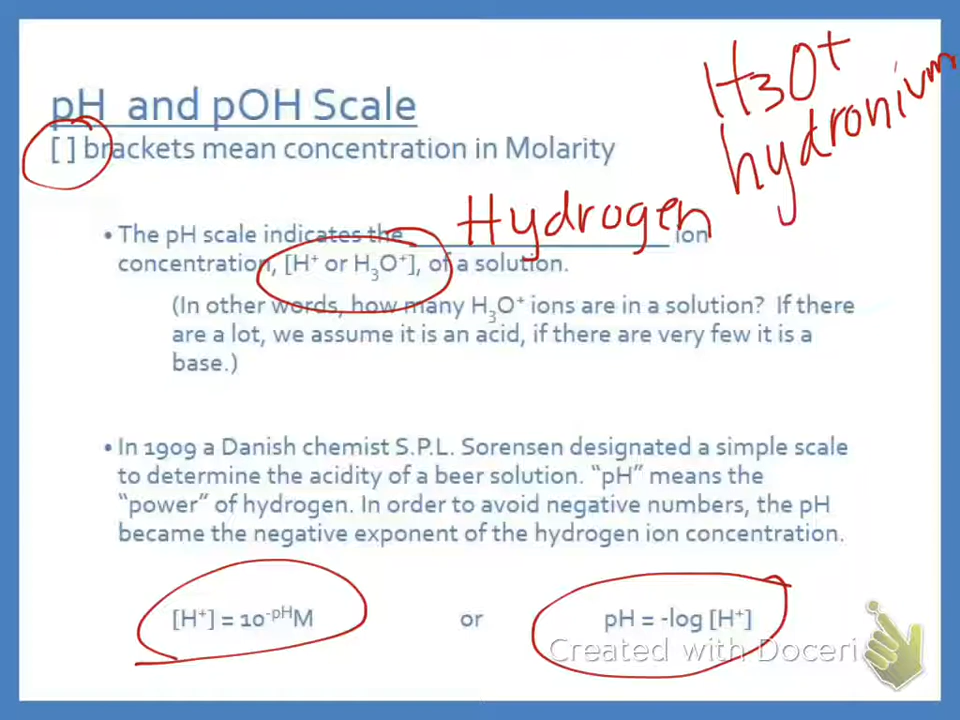 H3O+
hydronium
pH and pOH Scale
[ ] brackets mean concentration in Molarity
• The pH scale indicates the Hydrogen ion
concentration, [H⁺ or H₃O⁺], of a solution.
(In other words, how many H₃O⁺ ions are in a solution? If there
are a lot, we assume it is an acid, if there are very few it is a
base.)
• In 1909 a Danish chemist S.P.L. Sorensen designated a simple scale
to determine the acidity of a beer solution. “pH” means the
“power” of hydrogen. In order to avoid negative numbers, the pH
became the negative exponent of the hydrogen ion concentration.
[H⁺] = 10⁻ᵖᴴM or pH = -log [H⁺]
Created with Doceri